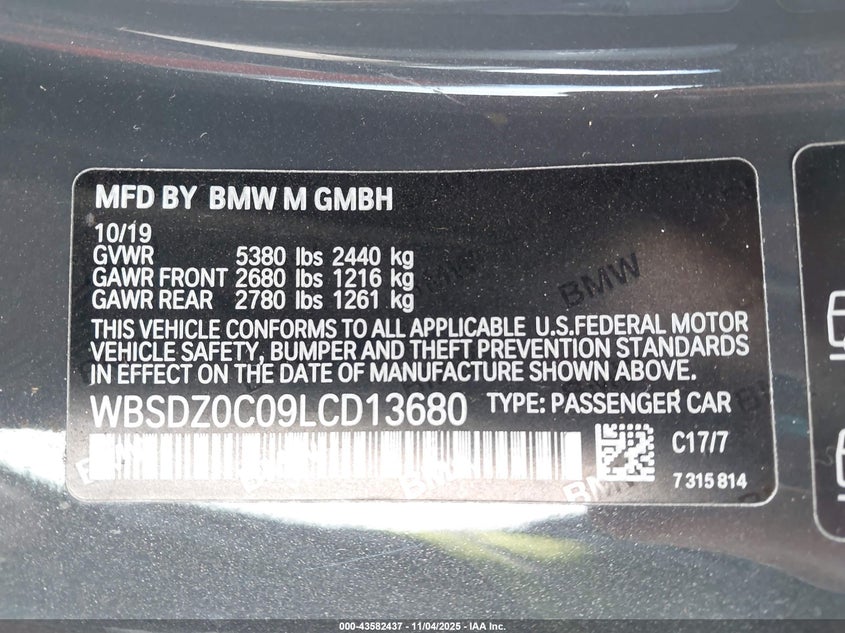 MFD BY BMW M GMBH
10/19
GVWR 5380 lbs 2440 kg
GAWR FRONT 2680 lbs 1216 kg
GAWR REAR 2780 lbs 1261 kg
THIS VEHICLE CONFORMS TO ALL APPLICABLE U.S.FEDERAL MOTOR
VEHICLE SAFETY, BUMPER AND THEFT PREVENTION STANDARDS
IN EFFECT ON THE DATE OF MANUFACTURE SHOWN ABOVE.
WBSDZ0C09LCD13680 TYPE: PASSENGER CAR
C17/7
7 315 814
BMW
BMW
BMW
000-43582437 - 11/04/2025 - IAA Inc.